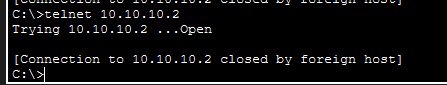 [Connection to 10.10.10.2 closed by foreign host]
C:\>telnet 10.10.10.2
Trying 10.10.10.2 ...Open
[Connection to 10.10.10.2 closed by foreign host]
C:\>